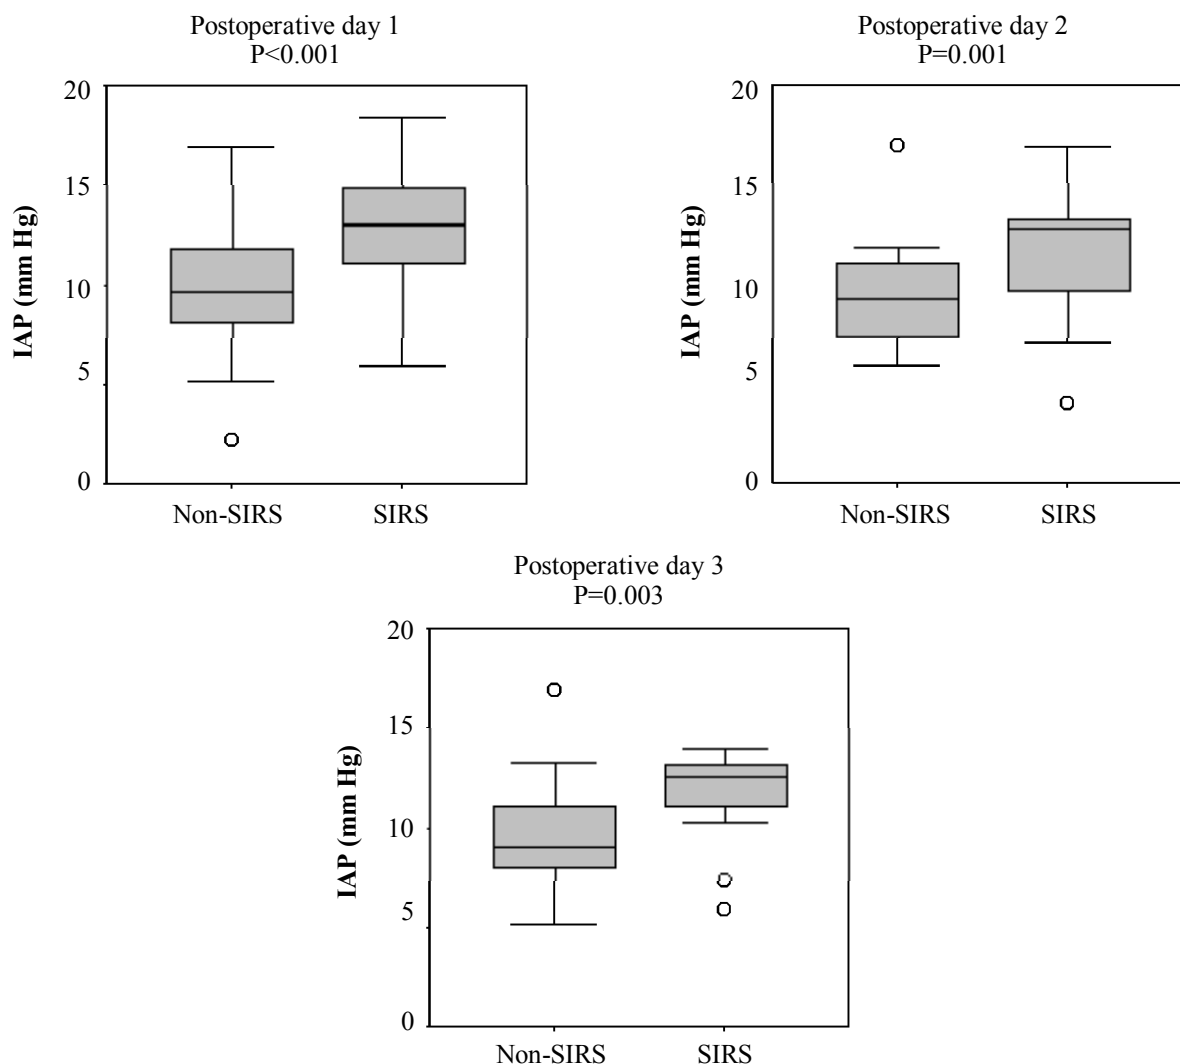 Postoperative day 1
P<0.001
20
15
10
5
0
IAP (mm Hg)
Non-SIRS SIRS
Postoperative day 2
P=0.001
20
15
10
5
0
IAP (mm Hg)
Non-SIRS SIRS
Postoperative day 3
P=0.003
20
15
10
5
0
IAP (mm Hg)
Non-SIRS SIRS